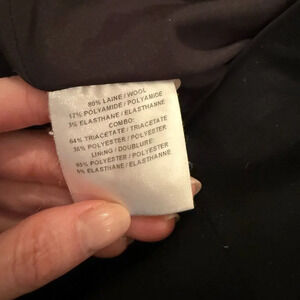 80% LAINE / WOOL
17% POLYAMIDE / POLYAMIDE
3% ELASTHANE / ELASTHANNE
COMBO:
64% TRIACETATE / TRIACETATE
36% POLYESTER / POLYESTER
LINING / DOUBLURE:
95% POLYESTER / POLYESTER
5% ELASTHANE / ELASTHANNE